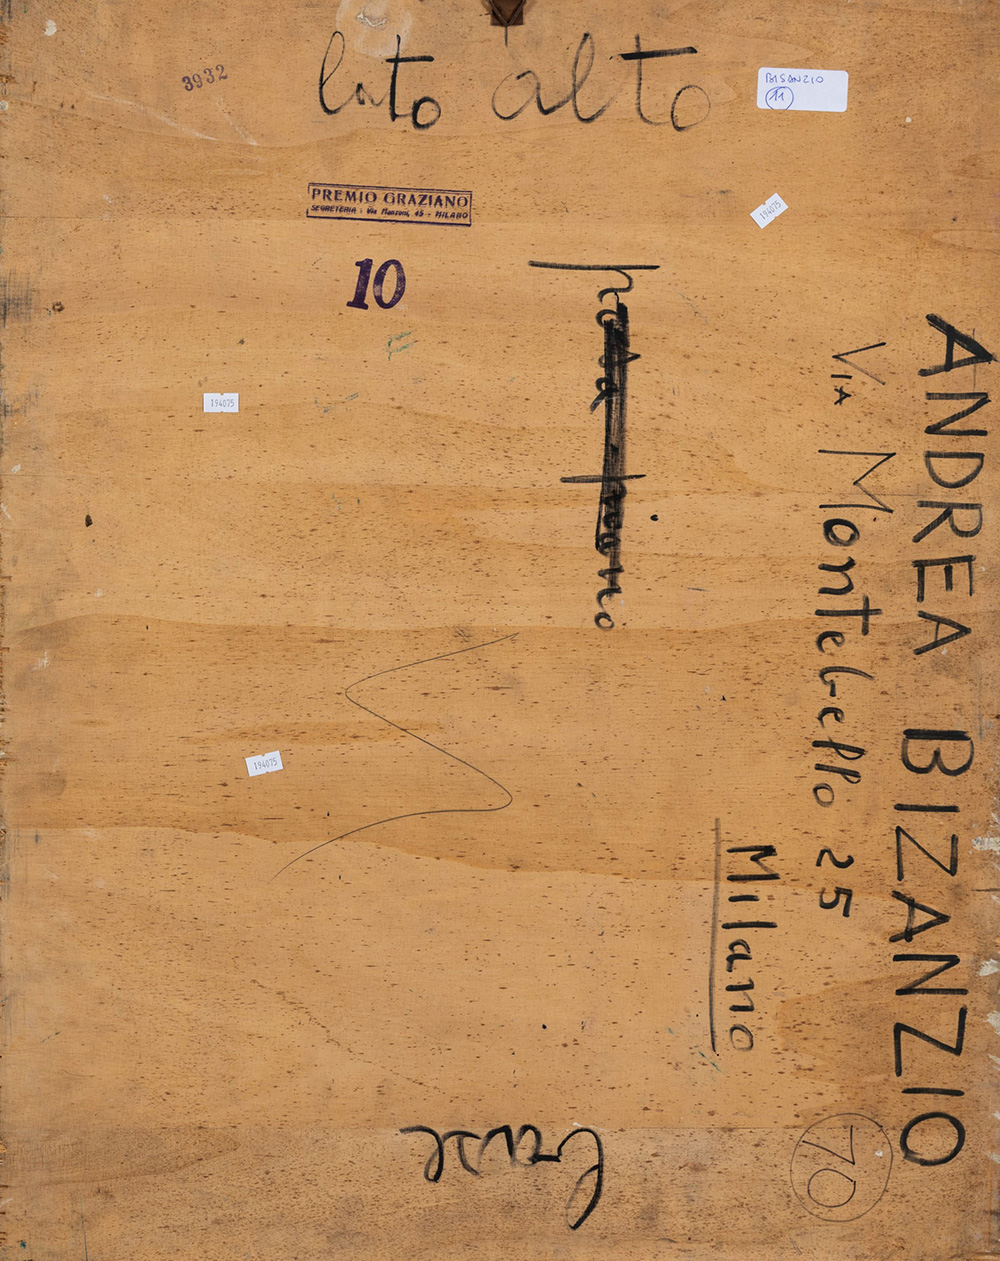 3932
lato alto
BISANZIO
11
PREMIO GRAZIANO
SEGRETERIA : Via Manzoni, 45 - MILANO
194075
10
194075
194075
ANDREA BIZANZIO
VIA Montebello 25
Milano
70
base